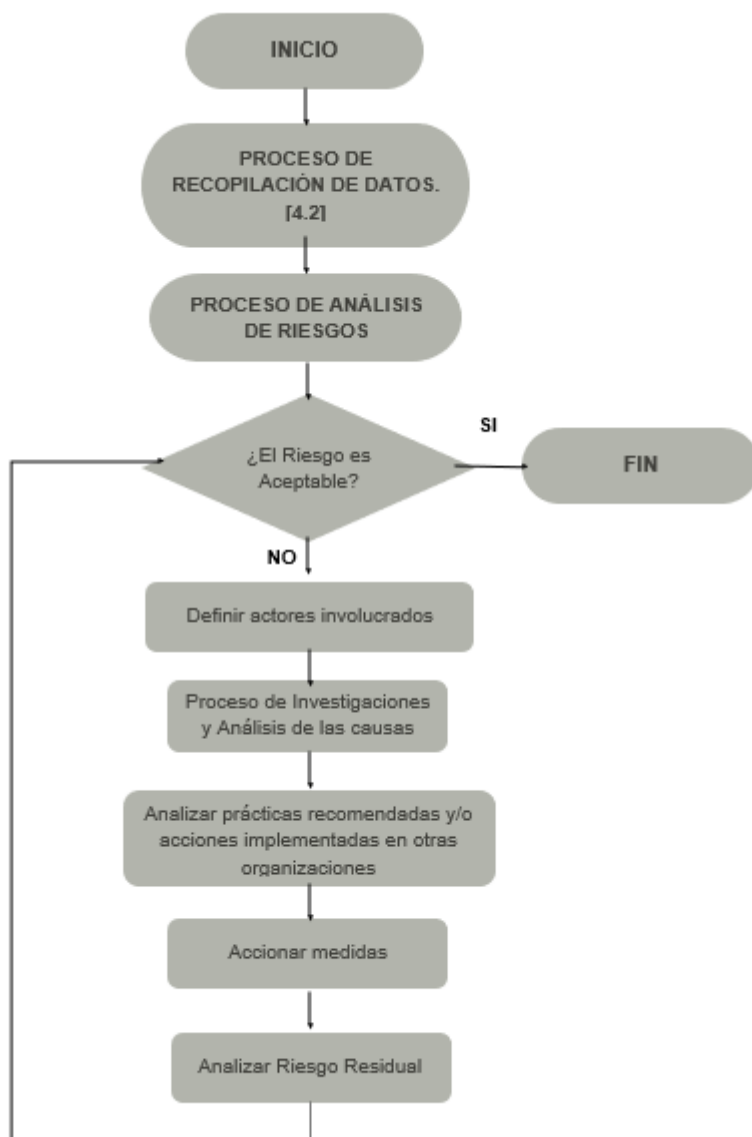 INICIO
PROCESO DE
RECOPILACIÓN DE DATOS.
[4.2]
PROCESO DE ANÁLISIS
DE RIESGOS
¿El Riesgo es
Aceptable?
SI
FIN
NO
Definir actores involucrados
Proceso de Investigaciones
y Análisis de las causas
Analizar prácticas recomendadas y/o
acciones implementadas en otras
organizaciones
Accionar medidas
Analizar Riesgo Residual